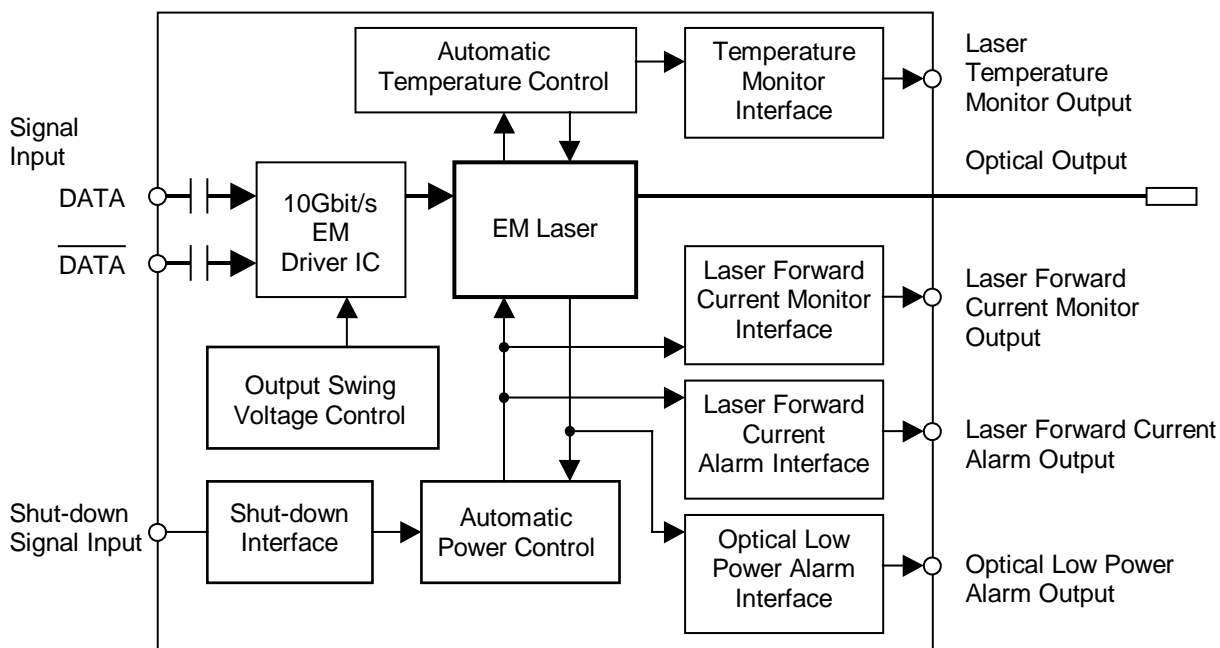 Automatic
Temperature Control
Temperature
Monitor
Interface
Laser
Temperature
Monitor Output
Signal
Input
Optical Output
DATA
10Gbit/s
EM
Driver IC
EM Laser
DATA
Laser Forward
Current Monitor
Interface
Laser Forward
Current Monitor
Output
Output Swing
Voltage Control
Laser Forward
Current
Alarm Interface
Laser Forward Current
Alarm Output
Shut-down
Signal Input
Shut-down
Interface
Automatic
Power Control
Optical Low
Power Alarm
Interface
Optical Low Power
Alarm Output